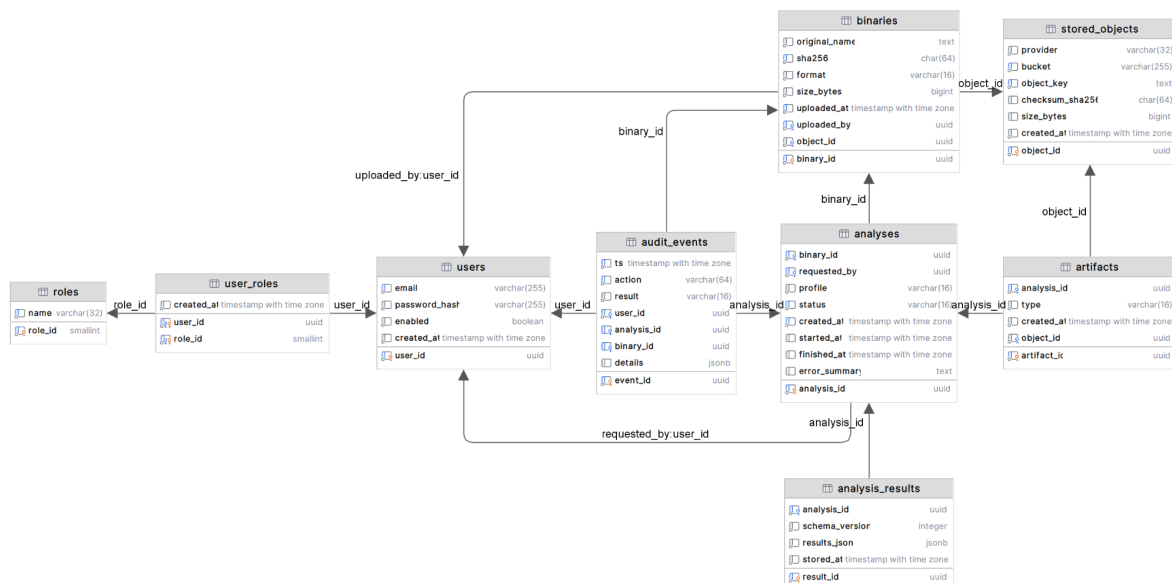 binaries
original_name text
sha256 char(64)
format varchar(16)
size_bytes bigint
uploaded_at timestamp with time zone
uploaded_by uuid
object_id uuid
binary_id uuid
stored_objects
provider varchar(32)
bucket varchar(255)
object_key text
checksum_sha256 char(64)
size_bytes bigint
created_at timestamp with time zone
object_id uuid
object_id
binary_id
uploaded_by:user_id
binary_id
object_id
roles
name varchar(32)
role_id smallint
role_id
user_roles
created_at timestamp with time zone
user_id uuid
role_id smallint
user_id
users
email varchar(255)
password_hash varchar(255)
enabled boolean
created_at timestamp with time zone
user_id uuid
user_id
audit_events
ts timestamp with time zone
action varchar(64)
result varchar(16)
user_id uuid
analysis_id uuid
binary_id uuid
details jsonb
event_id uuid
analysis_id
analyses
binary_id uuid
requested_by uuid
profile varchar(16)
status varchar(16)
created_at timestamp with time zone
started_at timestamp with time zone
finished_at timestamp with time zone
error_summary text
analysis_id uuid
analysis_id
artifacts
analysis_id uuid
type varchar(16)
created_at timestamp with time zone
object_id uuid
artifact_id uuid
requested_by:user_id
analysis_id
analysis_results
analysis_id uuid
schema_version integer
results_json jsonb
stored_at timestamp with time zone
result_id uuid